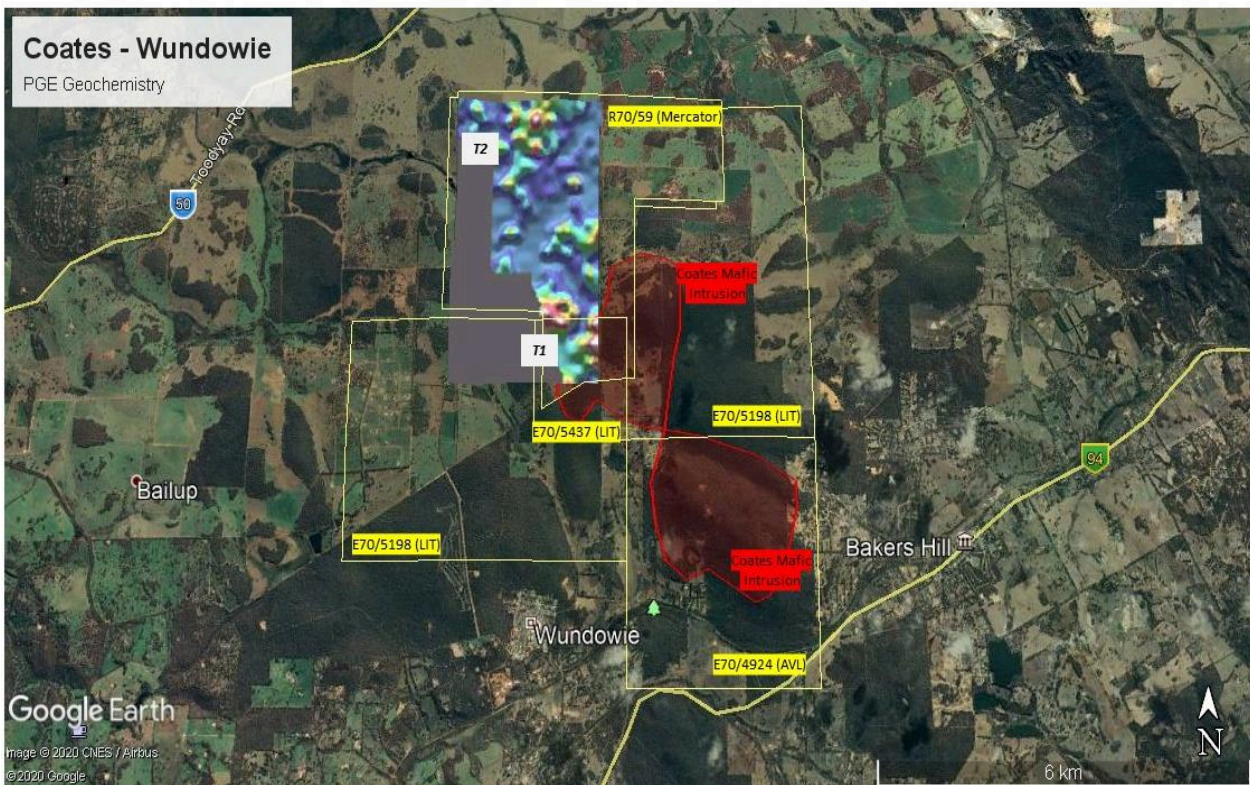 Coates - Wundowie
PGE Geochemistry
Toodyay Rd
50
T2
R70/59 (Mercator)
Coates Mafic
Intrusion
T1
E70/5437 (LIT)
E70/5198 (LIT)
94
Bailup
E70/5198 (LIT)
Bakers Hill
Coates Mafic
Intrusion
Wundowie
E70/4924 (AVL)
Google Earth
Image © 2020 CNES / Airbus
© 2020 Google
N
6 km